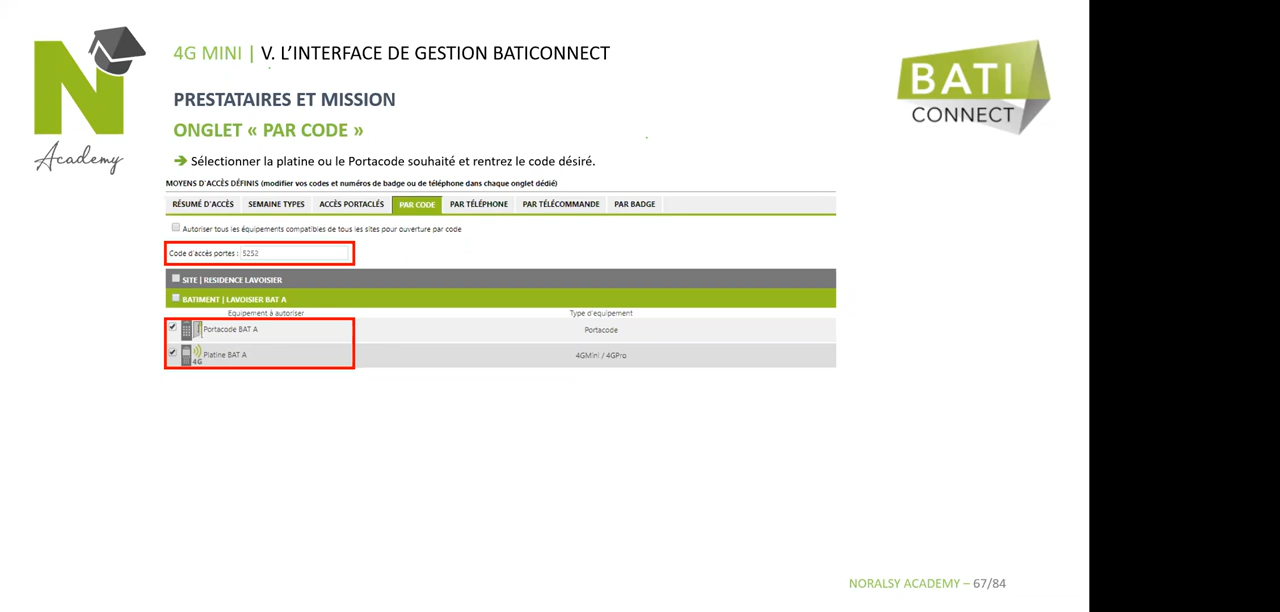 4G MINI | V. L'INTERFACE DE GESTION BATICONNECT
N
Academy
BATI
CONNECT
PRESTATAIRES ET MISSION
ONGLET « PAR CODE »
➔ Sélectionner la platine ou le Portacode souhaité et rentrez le code désiré.
MOYENS D'ACCÈS DÉFINIS (modifier vos codes et numéros de badge ou de téléphone dans chaque onglet dédié)
RÉSUMÉ D'ACCÈS SEMAINE TYPES ACCÈS PORTACLÉS PAR CODE PAR TÉLÉPHONE PAR TÉLÉCOMMANDE PAR BADGE
Autoriser tous les équipements compatibles de tous les sites pour ouverture par code
Code d'accès portes : 5252
SITE | RESIDENCE LAVOISIER
BATIMENT | LAVOISIER BAT A
Equipement à autoriser Type d'equipement
Portacode BAT A Portacode
4G Platine BAT A 4GMini / 4GPro
NORALSY ACADEMY – 67/84